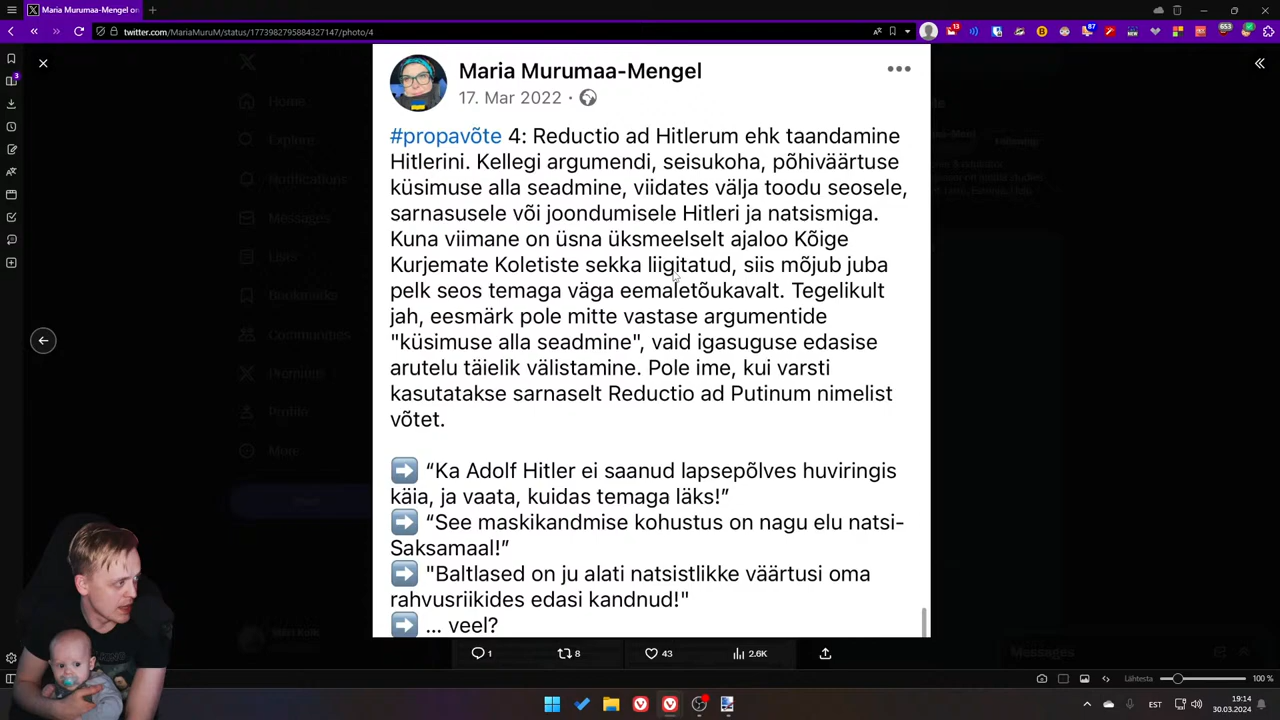 Maria Murumaa-Mengel on
twitter.com/MariaMuruM/status/1773982795884327147/photo/4
13
87
653
3
Maria Murumaa-Mengel
17. Mar 2022 ·
#propavõte 4: Reductio ad Hitlerum ehk taandamine
Hitlerini. Kellegi argumendi, seisukoha, põhiväärtuse
küsimuse alla seadmine, viidates välja toodu seosele,
sarnasusele või joondumisele Hitleri ja natsismiga.
Kuna viimane on üsna üksmeelselt ajaloo Kõige
Kurjemate Koletiste sekka liigitatud, siis mõjub juba
pelk seos temaga väga eemaletõukavalt. Tegelikult
jah, eesmärk pole mitte vastase argumentide
"küsimuse alla seadmine", vaid igasuguse edasise
arutelu täielik välistamine. Pole ime, kui varsti
kasutatakse sarnaselt Reductio ad Putinum nimelist
võtet.
“Ka Adolf Hitler ei saanud lapsepõlves huviringis
käia, ja vaata, kuidas temaga läks!”
“See maskikandmise kohustus on nagu elu natsi-
Saksamaal!”
"Baltlased on ju alati natsistlikke väärtusi oma
rahvusriikides edasi kandnud!"
... veel?
Home
Explore
Notifications
Messages
Lists
Bookmarks
Communities
Premium
Profile
More
1
8
43
2.6K
Messages
Lähtesta
100 %
EST
19:14
30.03.2024